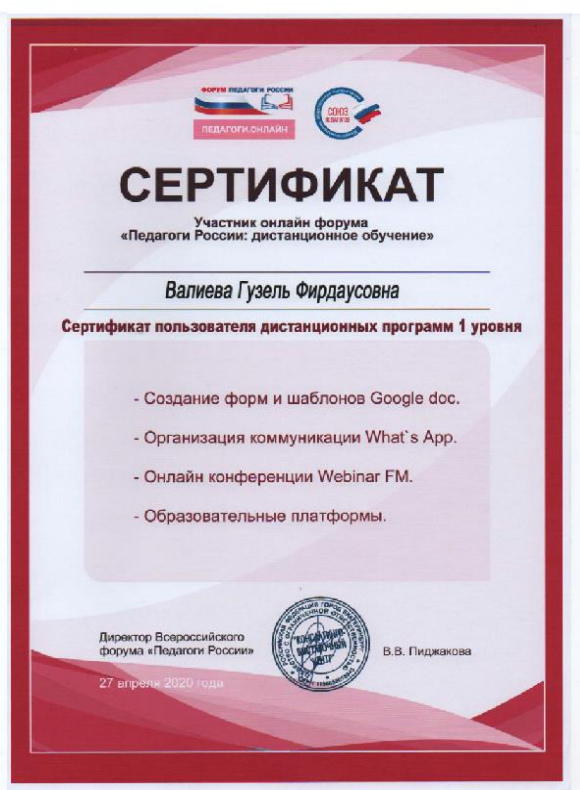 ФОРУМ ПЕДАГОГИ РОССИИ
ПЕДАГОГИ.ОНЛАЙН
СОЮЗ
СЕРТИФИКАТ
Участник онлайн форума
«Педагоги России: дистанционное обучение»
Валиева Гузель Фирдаусовна
Сертификат пользователя дистанционных программ 1 уровня
- Создание форм и шаблонов Google doc.
- Организация коммуникации What`s App.
- Онлайн конференции Webinar FM.
- Образовательные платформы.
Директор Всероссийского
форума «Педагоги России»
В.В. Пиджакова
27 апреля 2020 года